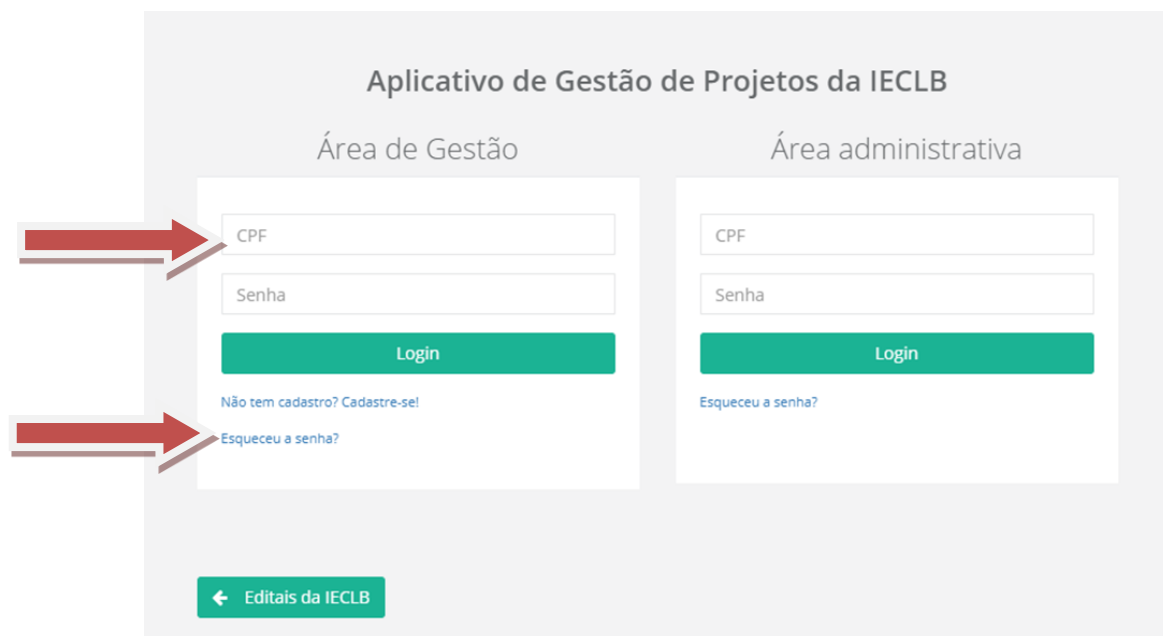 Aplicativo de Gestão de Projetos da IECLB
Área de Gestão
CPF
Senha
Login
Não tem cadastro? Cadastre-se!
Esqueceu a senha?
Área administrativa
CPF
Senha
Login
Esqueceu a senha?
Editais da IECLB